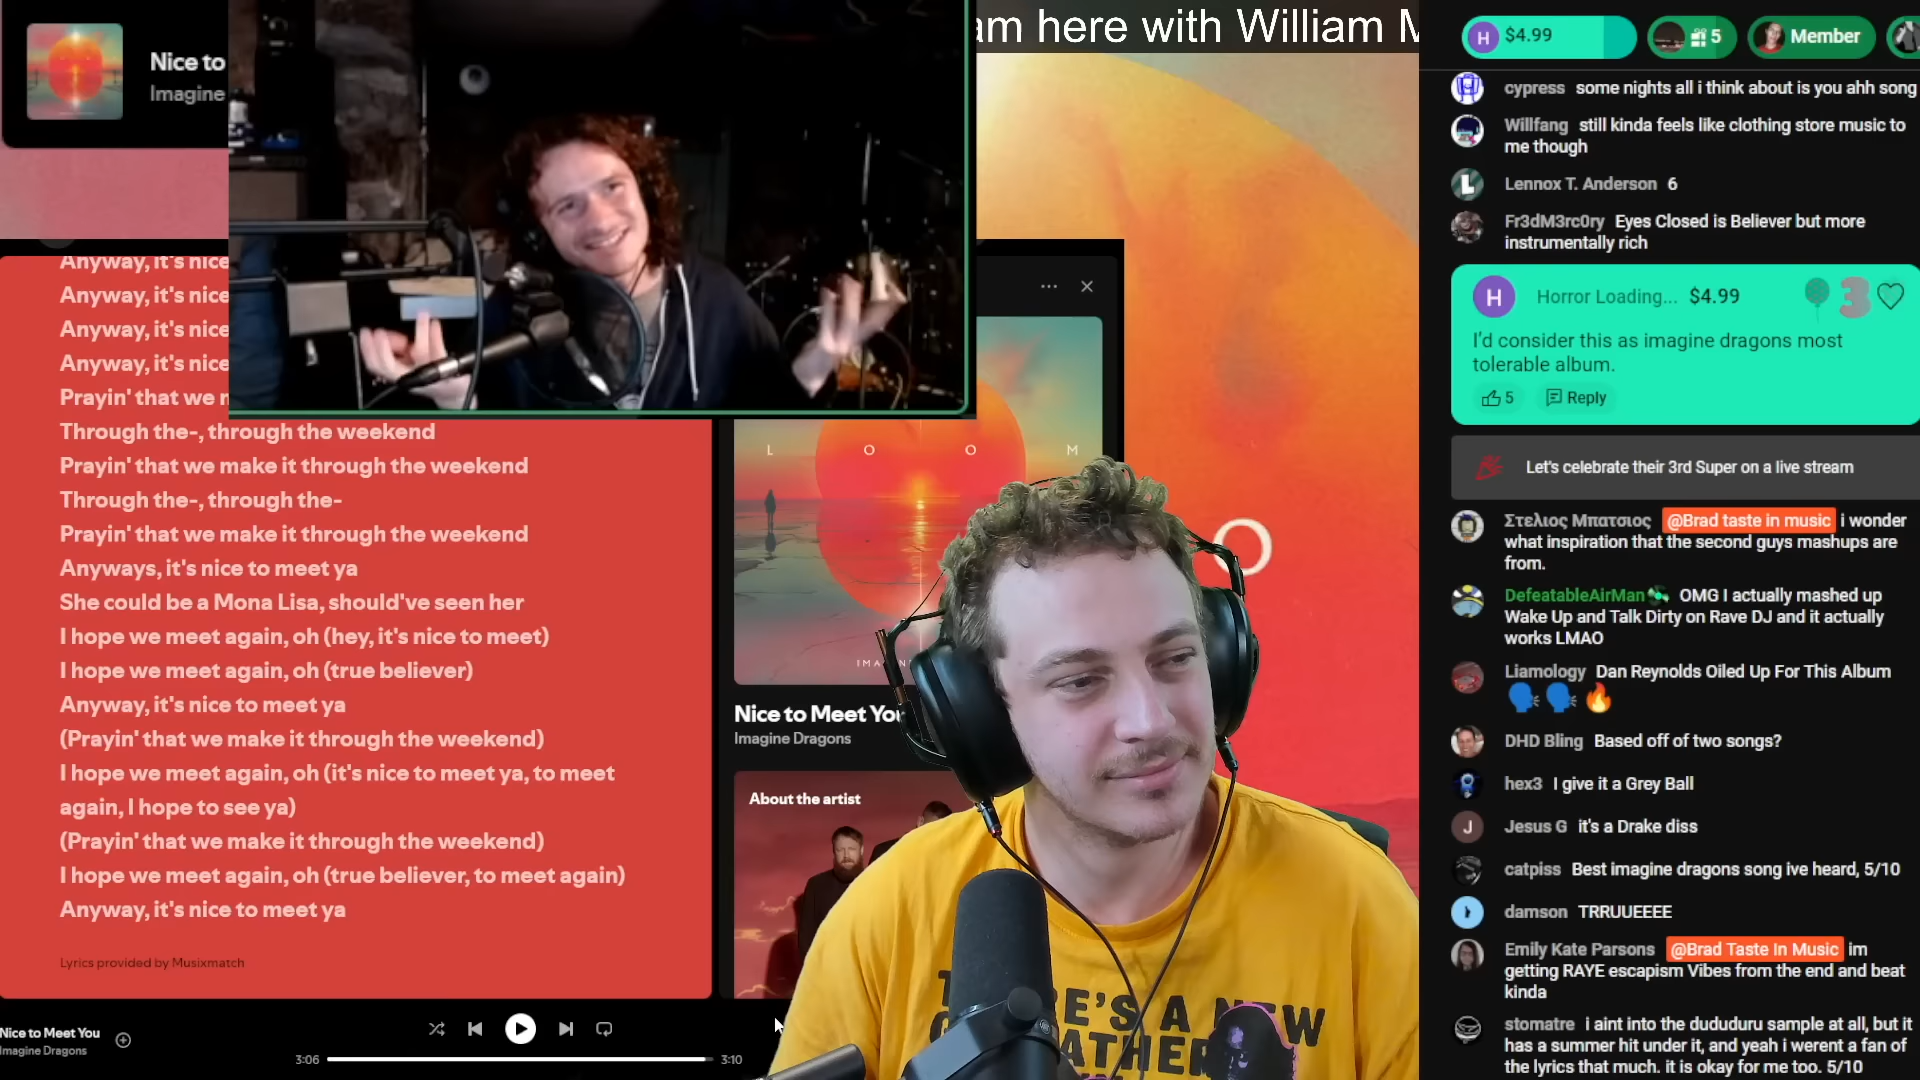 am here with William M
Nice to
Imagine
Anyway, it's nice
Anyway, it's nice
Anyway, it's nice
Anyway, it's nice
Prayin' that we m
Through the-, through the weekend
Prayin' that we make it through the weekend
Through the-, through the-
Prayin' that we make it through the weekend
Anyways, it's nice to meet ya
She could be a Mona Lisa, should've seen her
I hope we meet again, oh (hey, it's nice to meet)
I hope we meet again, oh (true believer)
Anyway, it's nice to meet ya
(Prayin' that we make it through the weekend)
I hope we meet again, oh (it's nice to meet ya, to meet
again, I hope to see ya)
(Prayin' that we make it through the weekend)
I hope we meet again, oh (true believer, to meet again)
Anyway, it's nice to meet ya
Lyrics provided by Musixmatch
Nice to Meet You
Imagine Dragons
3:06
3:10
L O O M
O
Nice to Meet You
Imagine Dragons
About the artist
H $4.99
5
Member
cypress some nights all i think about is you ahh song
Willfang still kinda feels like clothing store music to
me though
L Lennox T. Anderson 6
Fr3dM3rc0ry Eyes Closed is Believer but more
instrumentally rich
H Horror Loading... $4.99 3
I'd consider this as imagine dragons most
tolerable album.
5 Reply
Let's celebrate their 3rd Super on a live stream
Στελιος Μπατσιος @Brad taste in music i wonder
what inspiration that the second guys mashups are
from.
DefeatableAirMan OMG I actually mashed up
Wake Up and Talk Dirty on Rave DJ and it actually
works LMAO
Liamology Dan Reynolds Oiled Up For This Album
DHD Bling Based off of two songs?
hex3 I give it a Grey Ball
J Jesus G it's a Drake diss
catpiss Best imagine dragons song ive heard, 5/10
damson TRRUUEEEE
Emily Kate Parsons @Brad Taste In Music im
getting RAYE escapism Vibes from the end and beat
kinda
stomatre i aint into the dududuru sample at all, but it
has a summer hit under it, and yeah i werent a fan of
the lyrics that much. it is okay for me too. 5/10